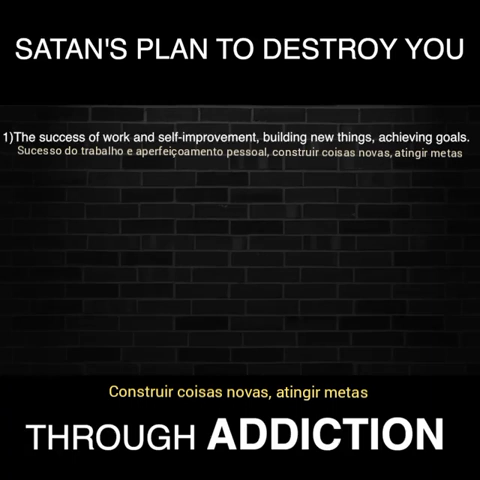 SATAN'S PLAN TO DESTROY YOU
1)The success of work and self-improvement, building new things, achieving goals.
Sucesso do trabalho e aperfeiçoamento pessoal, construir coisas novas, atingir metas
Construir coisas novas, atingir metas
THROUGH ADDICTION